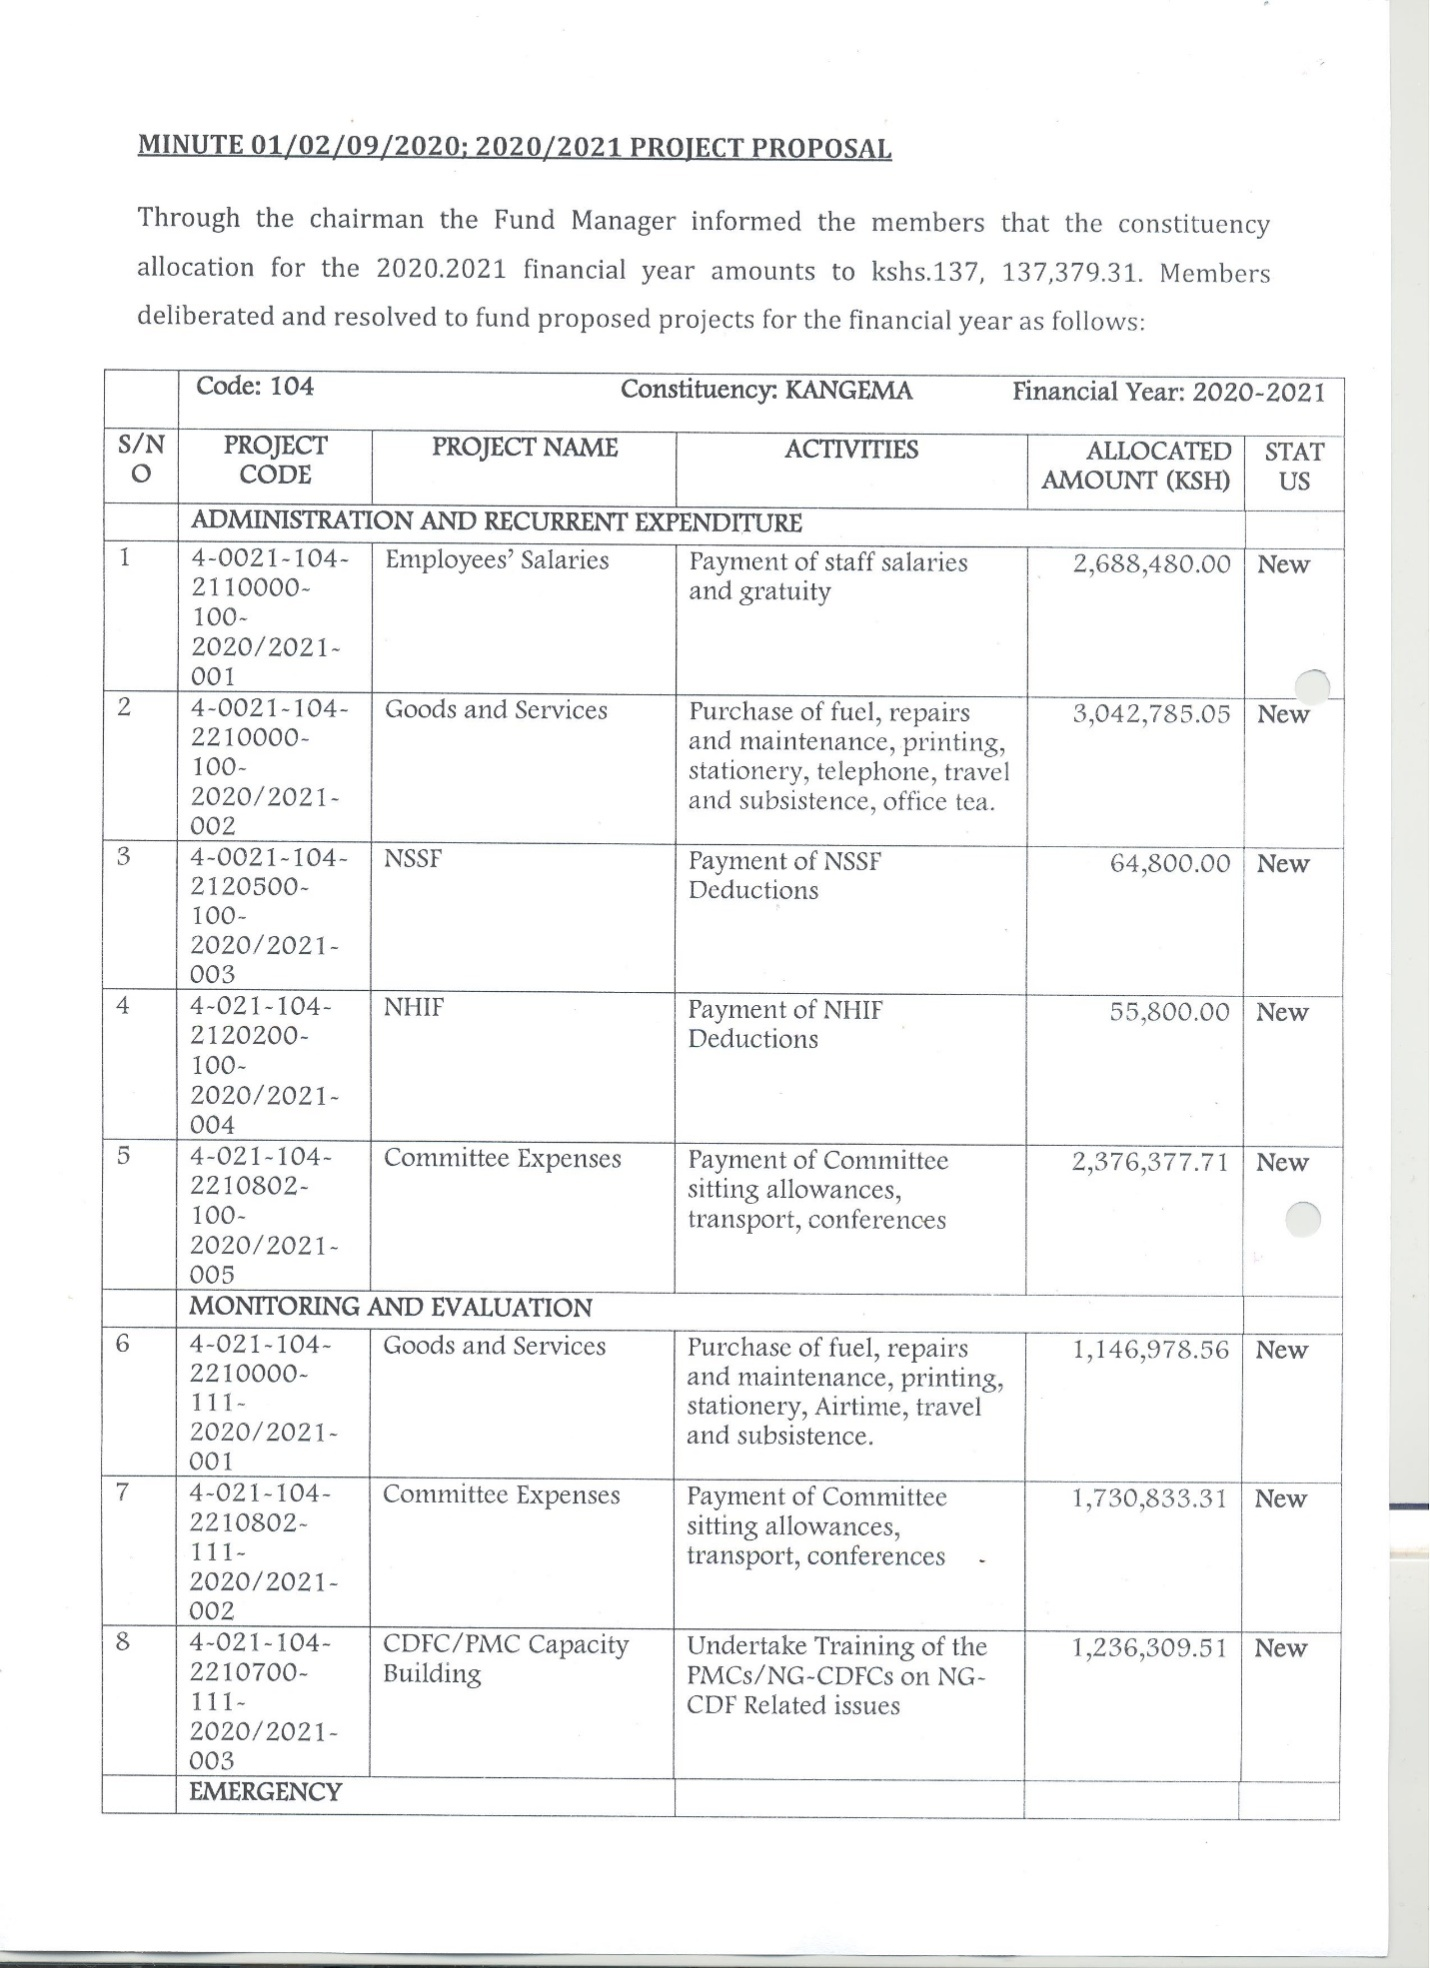 MINUTE 01/02/09/2020; 2020/2021 PROJECT PROPOSAL
Through the chairman the Fund Manager informed the members that the constituency
allocation for the 2020.2021 financial year amounts to kshs.137, 137,379.31. Members
deliberated and resolved to fund proposed projects for the financial year as follows:
Code: 104 Constituency: KANGEMA Financial Year: 2020-2021
S/N PROJECT PROJECT NAME ACTIVITIES ALLOCATED STAT
O CODE AMOUNT (KSH) US
ADMINISTRATION AND RECURRENT EXPENDITURE
1 4-0021-104- Employees' Salaries Payment of staff salaries 2,688,480.00 New
2110000- and gratuity
100-
2020/2021-
001
2 4-0021-104- Goods and Services Purchase of fuel, repairs 3,042,785.05 New
2210000- and maintenance, printing,
100- stationery, telephone, travel
2020/2021- and subsistence, office tea.
002
3 4-0021-104- NSSF Payment of NSSF 64,800.00 New
2120500- Deductions
100-
2020/2021-
003
4 4-021-104- NHIF Payment of NHIF 55,800.00 New
2120200- Deductions
100-
2020/2021-
004
5 4-021-104- Committee Expenses Payment of Committee 2,376,377.71 New
2210802- sitting allowances,
100- transport, conferences
2020/2021-
005
MONITORING AND EVALUATION
6 4-021-104- Goods and Services Purchase of fuel, repairs 1,146,978.56 New
2210000- and maintenance, printing,
111- stationery, Airtime, travel
2020/2021- and subsistence.
001
7 4-021-104- Committee Expenses Payment of Committee 1,730,833.31 New
2210802- sitting allowances,
111- transport, conferences
2020/2021-
002
8 4-021-104- CDFC/PMC Capacity Undertake Training of the 1,236,309.51 New
2210700- Building PMCs/NG-CDFCs on NG-
111- CDF Related issues
2020/2021-
003
EMERGENCY